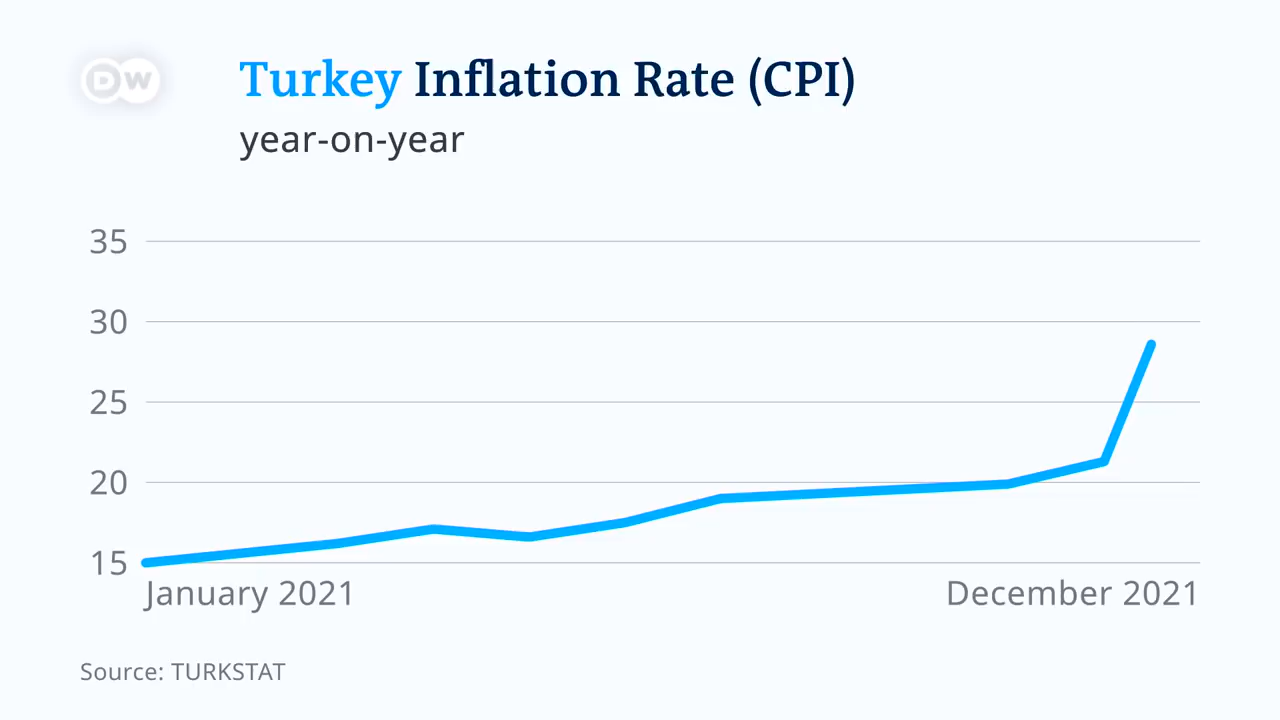 DW
Turkey Inflation Rate (CPI)
year-on-year
35
30
25
20
15
January 2021
December 2021
Source: TURKSTAT